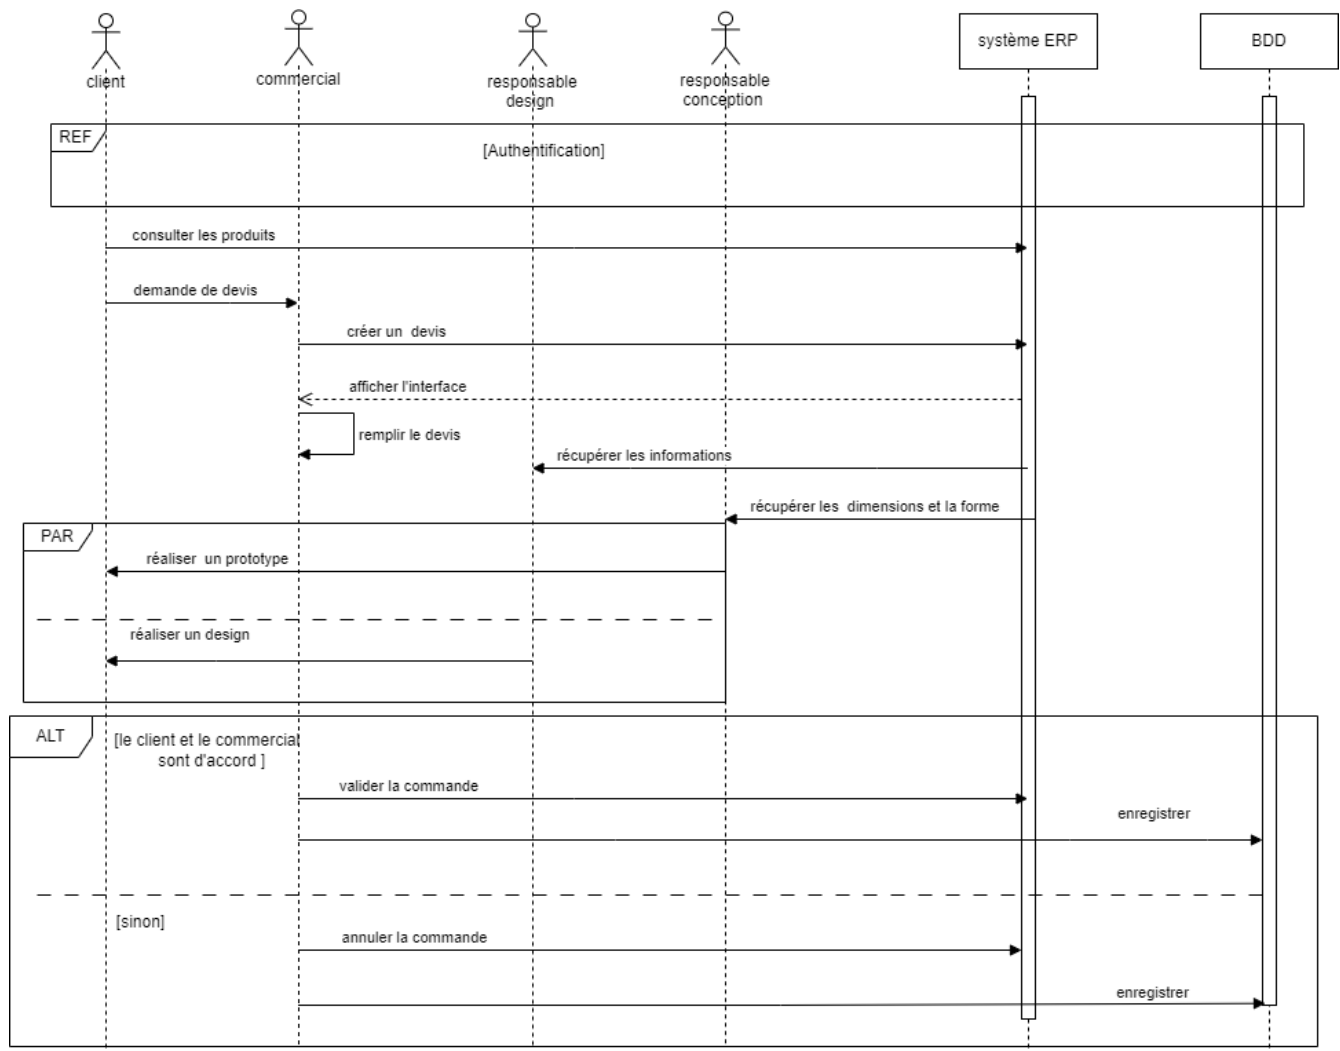 client
commercial
responsable
design
responsable
conception
système ERP
BDD
REF
[Authentification]
consulter les produits
demande de devis
créer un  devis
afficher l'interface
remplir le devis
récupérer les informations
récupérer les  dimensions et la forme
PAR
réaliser  un prototype
réaliser un design
ALT
[le client et le commercial
sont d'accord ]
valider la commande
enregistrer
[sinon]
annuler la commande
enregistrer